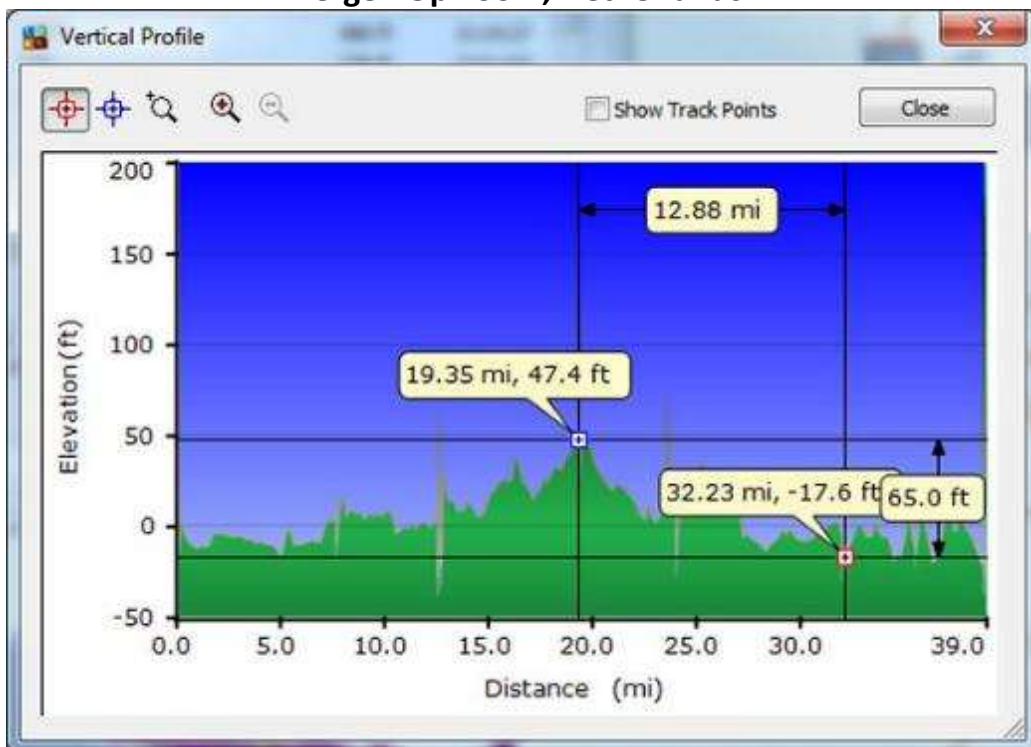 Vertical Profile
Show Track Points
Close
200
150
100
50
0
-50
Elevation (ft)
12.88 mi
19.35 mi, 47.4 ft
32.23 mi, -17.6 ft
65.0 ft
0.0 5.0 10.0 15.0 20.0 25.0 30.0 39.0
Distance (mi)